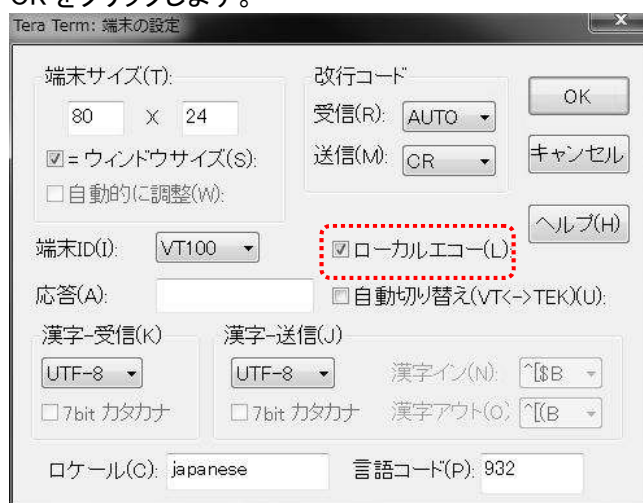 OK をクリックします。
Tera Term: 端末の設定
端末サイズ(T):
80 X 24
= ウィンドウサイズ(S):
自動的に調整(W):
改行コード
受信(R): AUTO
送信(M): CR
OK
キャンセル
ヘルプ(H)
端末ID(I): VT100
ローカルエコー(L):
応答(A):
自動切り替え(VT<->TEK)(U):
漢字-受信(K)
UTF-8
7bit カタカナ
漢字-送信(J)
UTF-8
漢字イン(N): ^[$B
7bit カタカナ
漢字アウト(O): ^[(B
ロケール(C): japanese
言語コード(P): 932